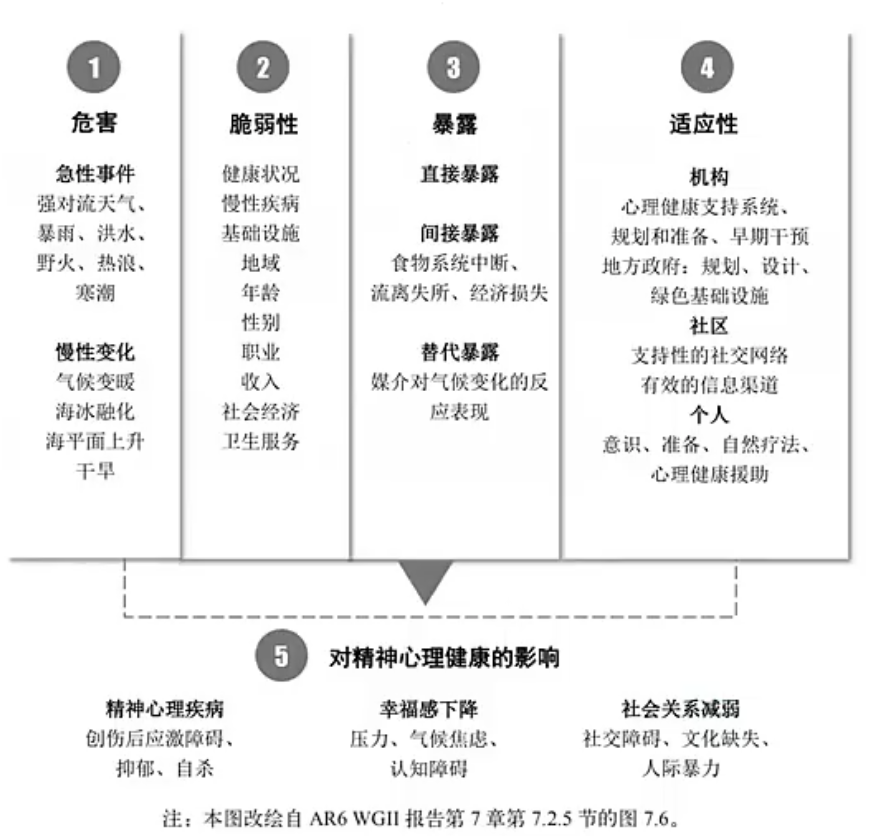 1
危害
急性事件
强对流天气、
暴雨、洪水、
野火、热浪、
寒潮
慢性变化
气候变暖
海冰融化
海平面上升
干旱
2
脆弱性
健康状况
慢性疾病
基础设施
地域
年龄
性别
职业
收入
社会经济
卫生服务
3
暴露
直接暴露
间接暴露
食物系统中断、
流离失所、经济损失
替代暴露
媒介对气候变化的反
应表现
4
适应性
机构
心理健康支持系统、
规划和准备、早期干预
地方政府：规划、设计、
绿色基础设施
社区
支持性的社交网络
有效的信息渠道
个人
意识、准备、自然疗法、
心理健康援助
5 对精神心理健康的影响
精神心理疾病
创伤后应激障碍、
抑郁、自杀
幸福感下降
压力、气候焦虑、
认知障碍
社会关系减弱
社交障碍、文化缺失、
人际暴力
注：本图改绘自 AR6 WGII 报告第 7 章第 7.2.5 节的图 7.6。